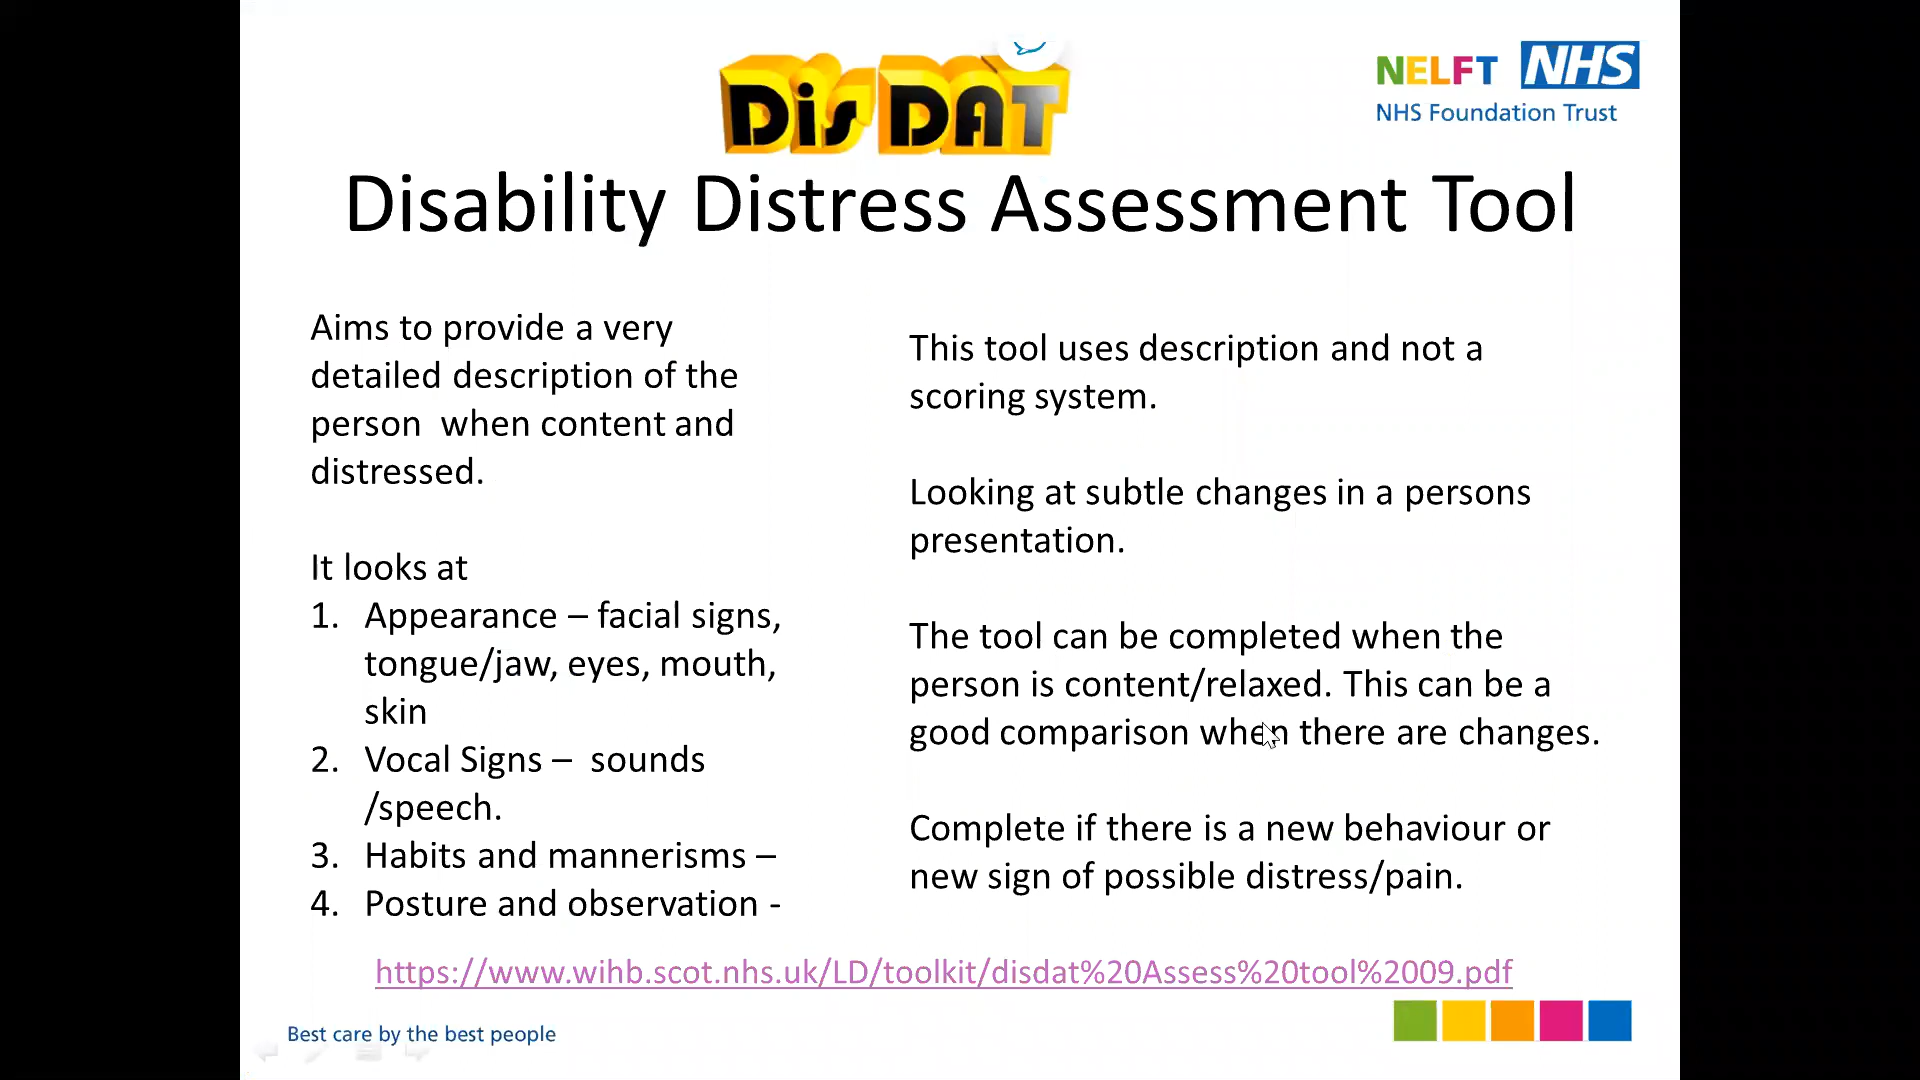 Dis DAT
NELFT NHS
NHS Foundation Trust
Disability Distress Assessment Tool
Aims to provide a very
detailed description of the
person  when content and
distressed.
It looks at
1. Appearance – facial signs,
tongue/jaw, eyes, mouth,
skin
2. Vocal Signs –  sounds
/speech.
3. Habits and mannerisms –
4. Posture and observation -
This tool uses description and not a
scoring system.
Looking at subtle changes in a persons
presentation.
The tool can be completed when the
person is content/relaxed. This can be a
good comparison when there are changes.
Complete if there is a new behaviour or
new sign of possible distress/pain.
https://www.wihb.scot.nhs.uk/LD/toolkit/disdat%20Assess%20tool%2009.pdf
Best care by the best people